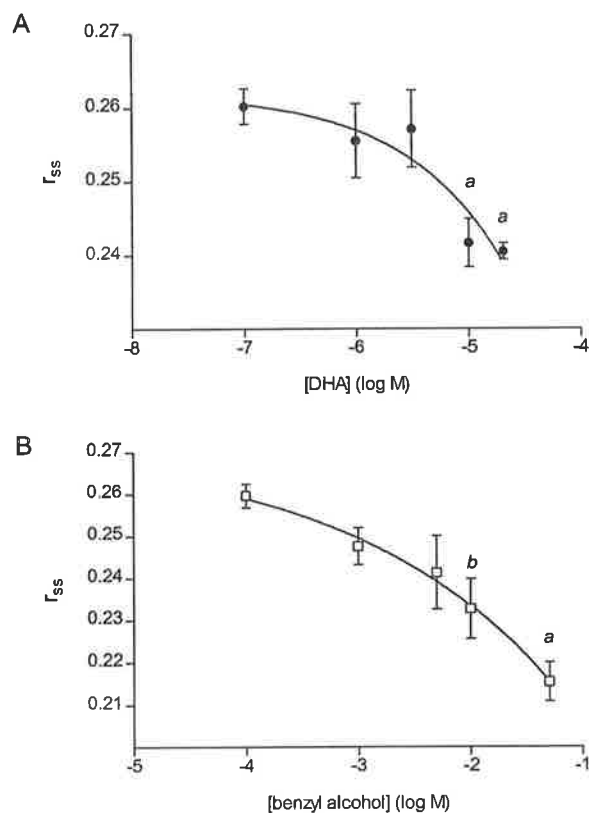 A
0.27
0.26
0.25
0.24
r_ss
a
a
-8 -7 -6 -5 -4
[DHA] (log M)
B
0.27
0.26
0.25
0.24
0.23
0.22
0.21
r_ss
b
a
-5 -4 -3 -2 -1
[benzyl alcohol] (log M)